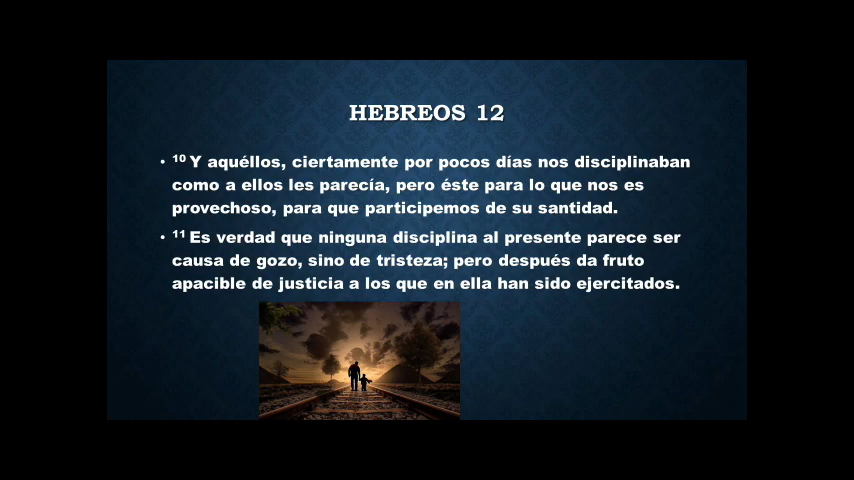 HEBREOS 12
• 10 Y aquéllos, ciertamente por pocos días nos disciplinaban
como a ellos les parecía, pero éste para lo que nos es
provechoso, para que participemos de su santidad.
• 11 Es verdad que ninguna disciplina al presente parece ser
causa de gozo, sino de tristeza; pero después da fruto
apacible de justicia a los que en ella han sido ejercitados.